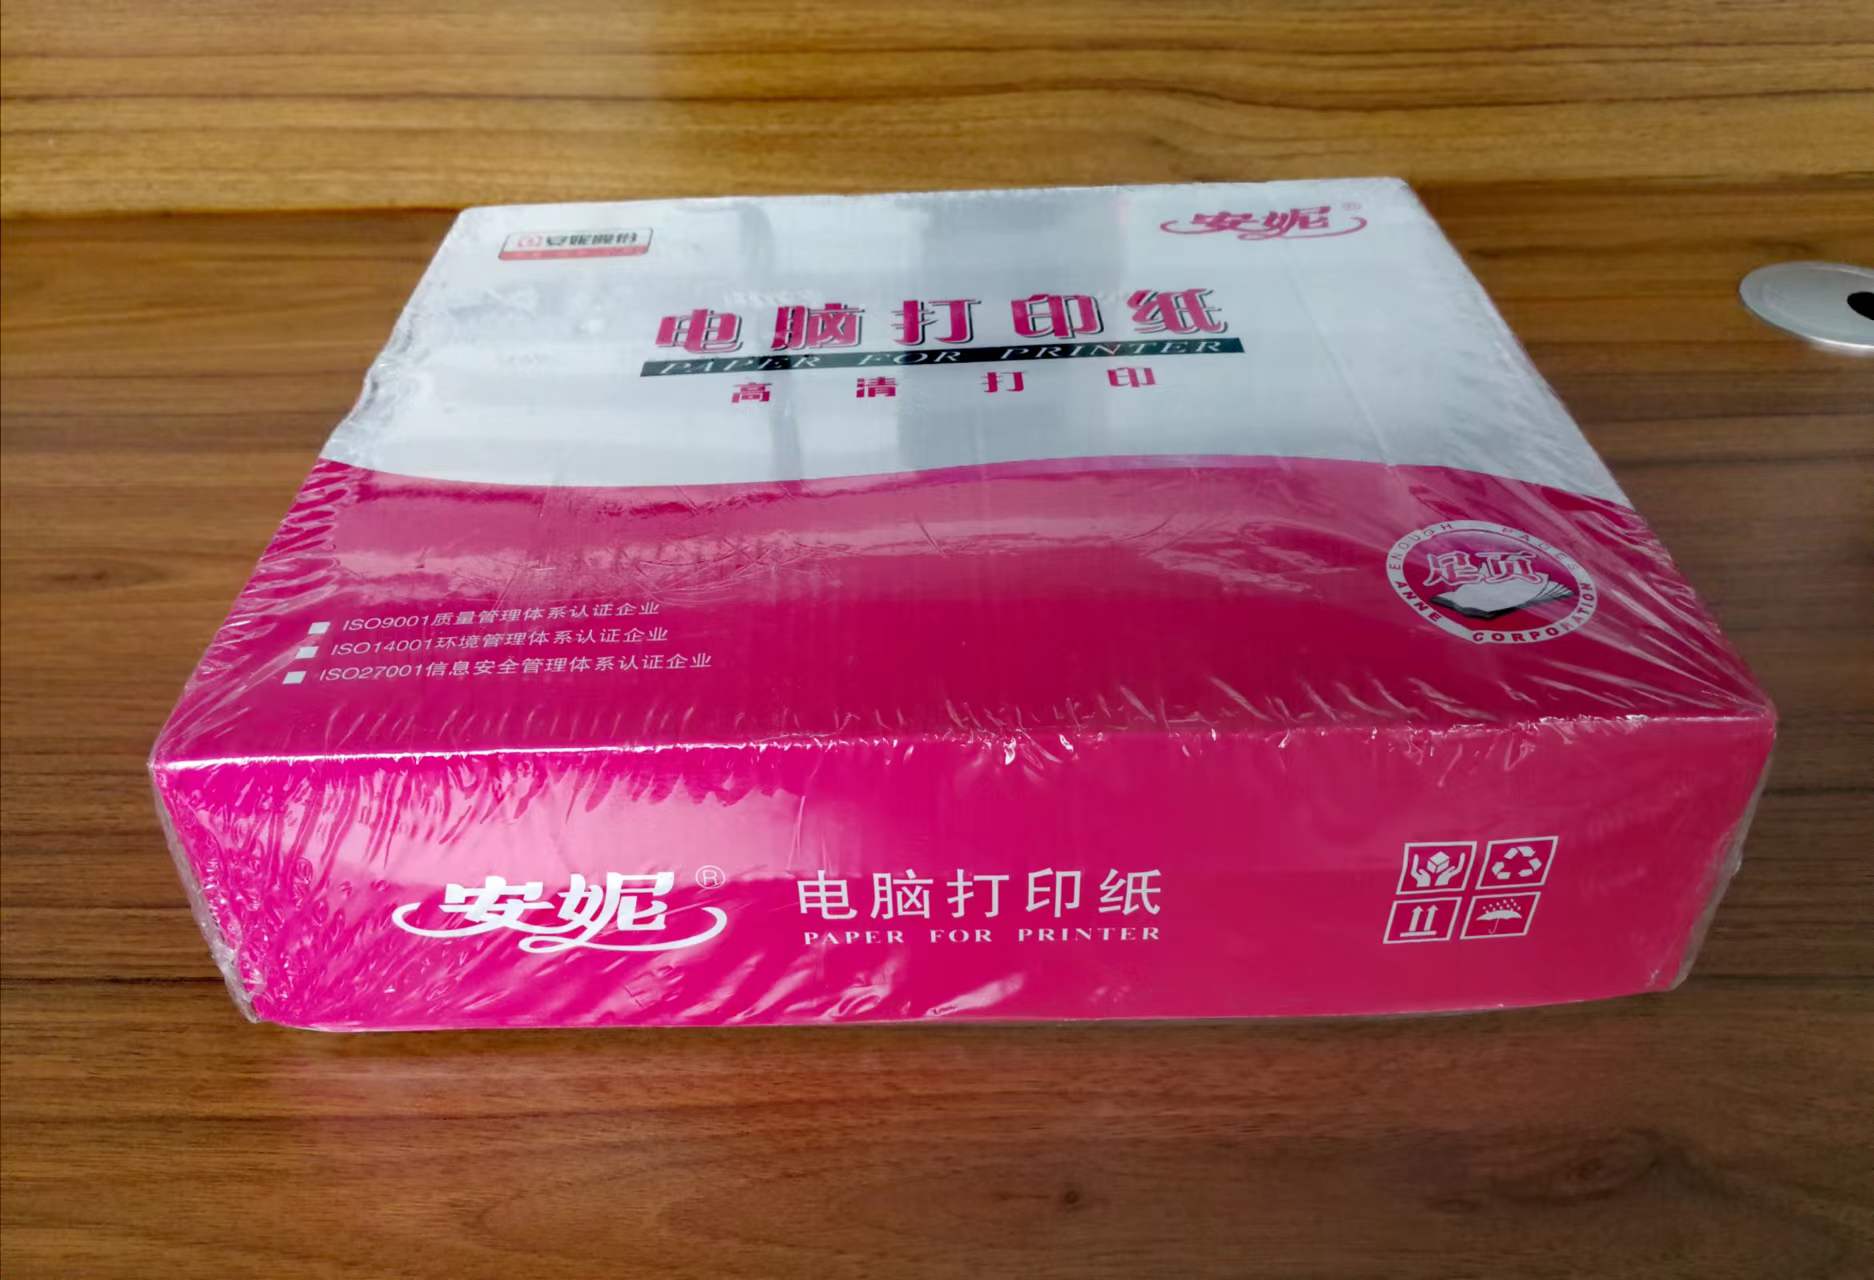 安妮股份
安妮®
电脑打印纸
PAPER FOR PRINTER
高清打印
ENOUGH PAGES
足页
ANNE CORPORATION
ISO9001质量管理体系认证企业
ISO14001环境管理体系认证企业
ISO27001信息安全管理体系认证企业
安妮®
电脑打印纸
PAPER FOR PRINTER